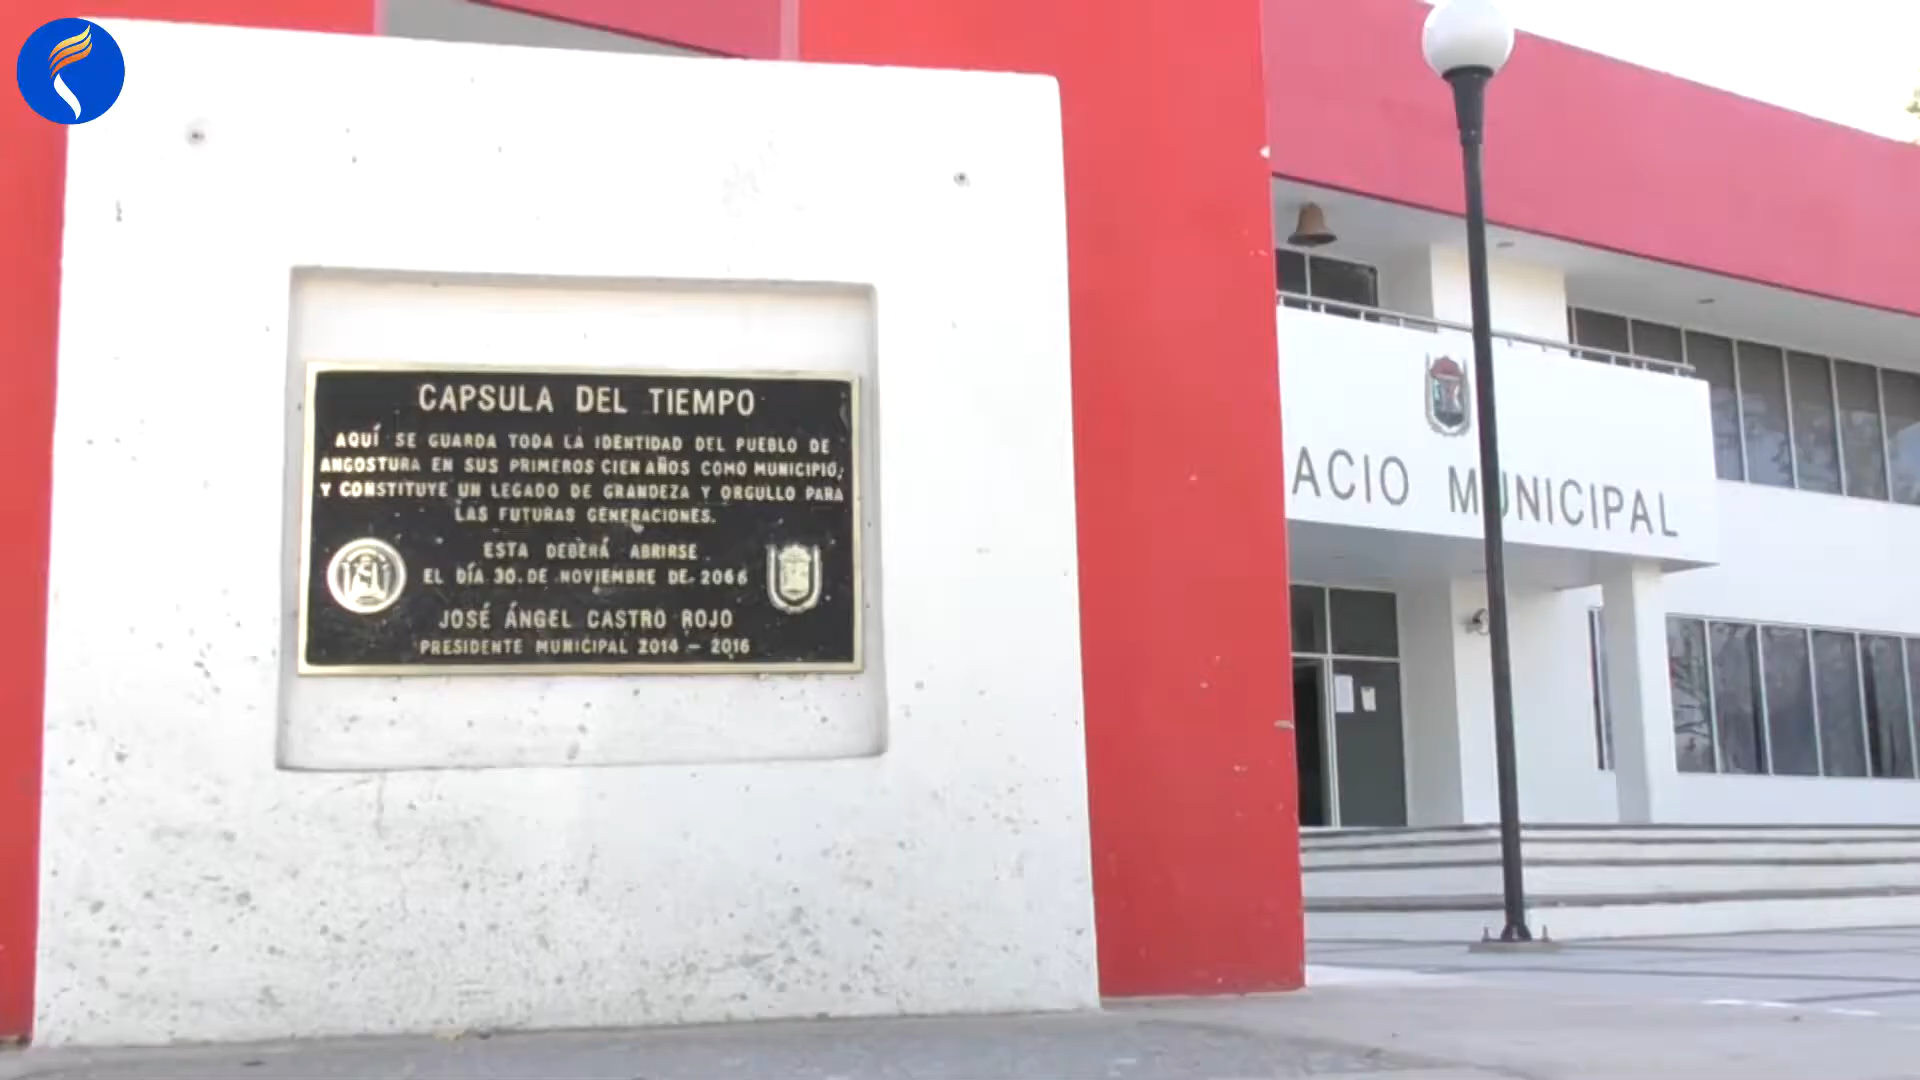 CAPSULA DEL TIEMPO
AQUÍ SE GUARDA TODA LA IDENTIDAD DEL PUEBLO DE
ANGOSTURA EN SUS PRIMEROS CIEN AÑOS COMO MUNICIPIO;
Y CONSTITUYE UN LEGADO DE GRANDEZA Y ORGULLO PARA
LAS FUTURAS GENERACIONES.
ESTA DEBERÁ ABRIRSE
EL DÍA 30 DE NOVIEMBRE DE 2066
JOSÉ ÁNGEL CASTRO ROJO
PRESIDENTE MUNICIPAL 2014 - 2016
ACIO MUNICIPAL